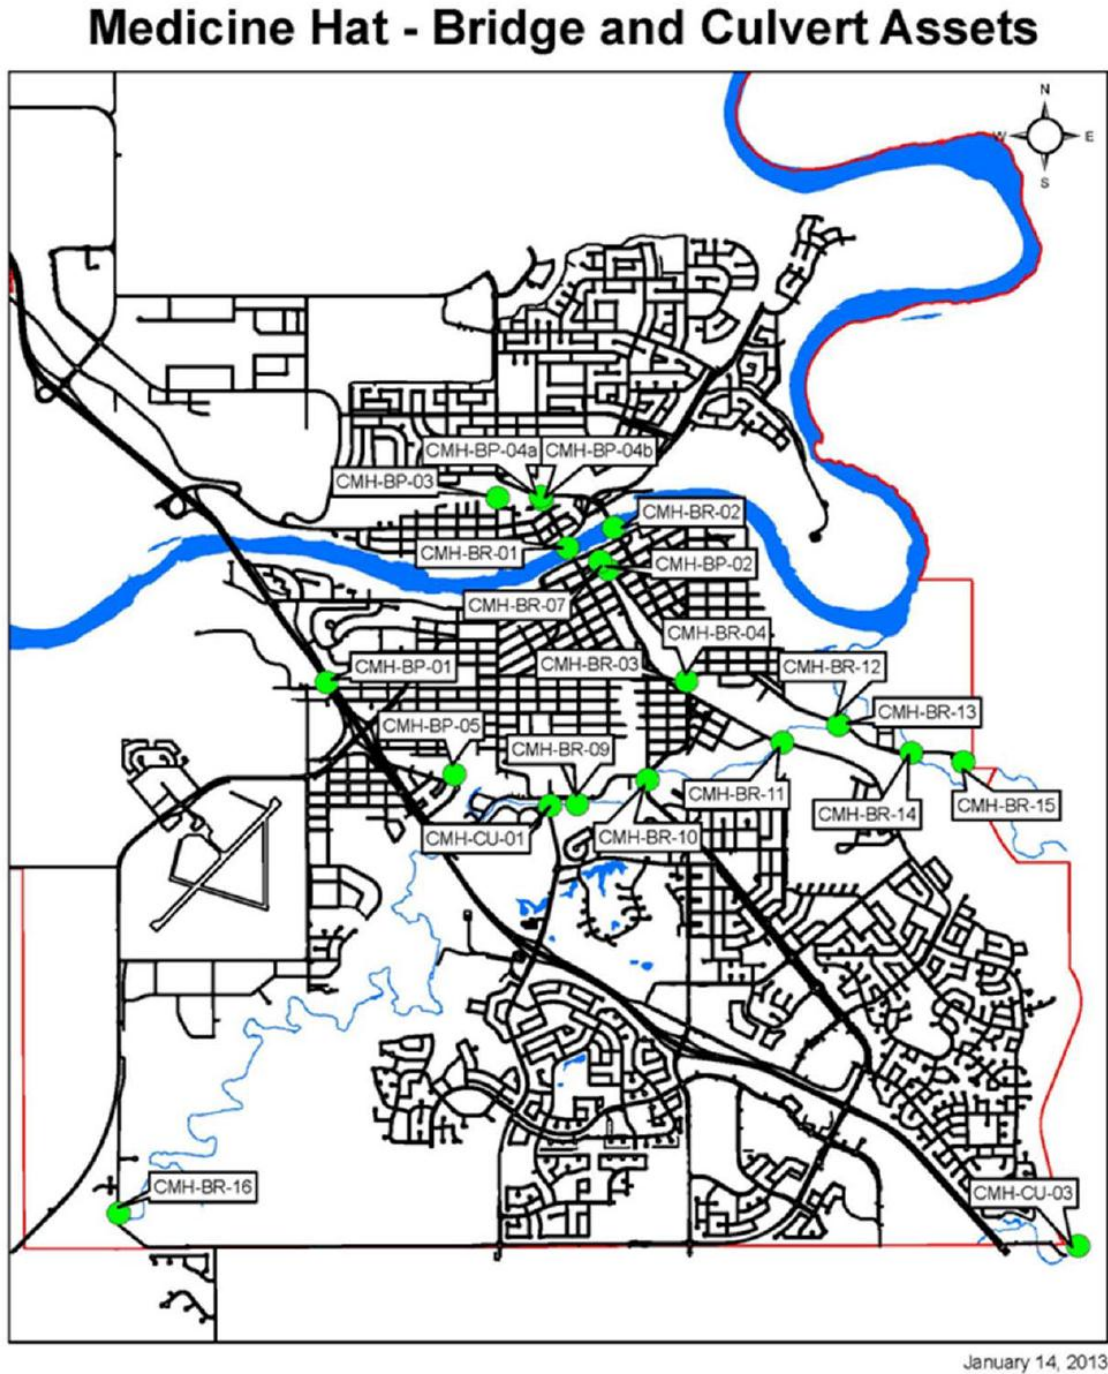 Medicine Hat - Bridge and Culvert Assets
N
W
E
S
CMH-BP-04a
CMH-BP-04b
CMH-BP-03
CMH-BR-02
CMH-BR-01
CMH-BP-02
CMH-BR-07
CMH-BR-04
CMH-BR-03
CMH-BP-01
CMH-BR-12
CMH-BR-13
CMH-BP-05
CMH-BR-09
CMH-BR-11
CMH-BR-14
CMH-BR-15
CMH-CU-01
CMH-BR-10
CMH-BR-16
CMH-CU-03
January 14, 2013